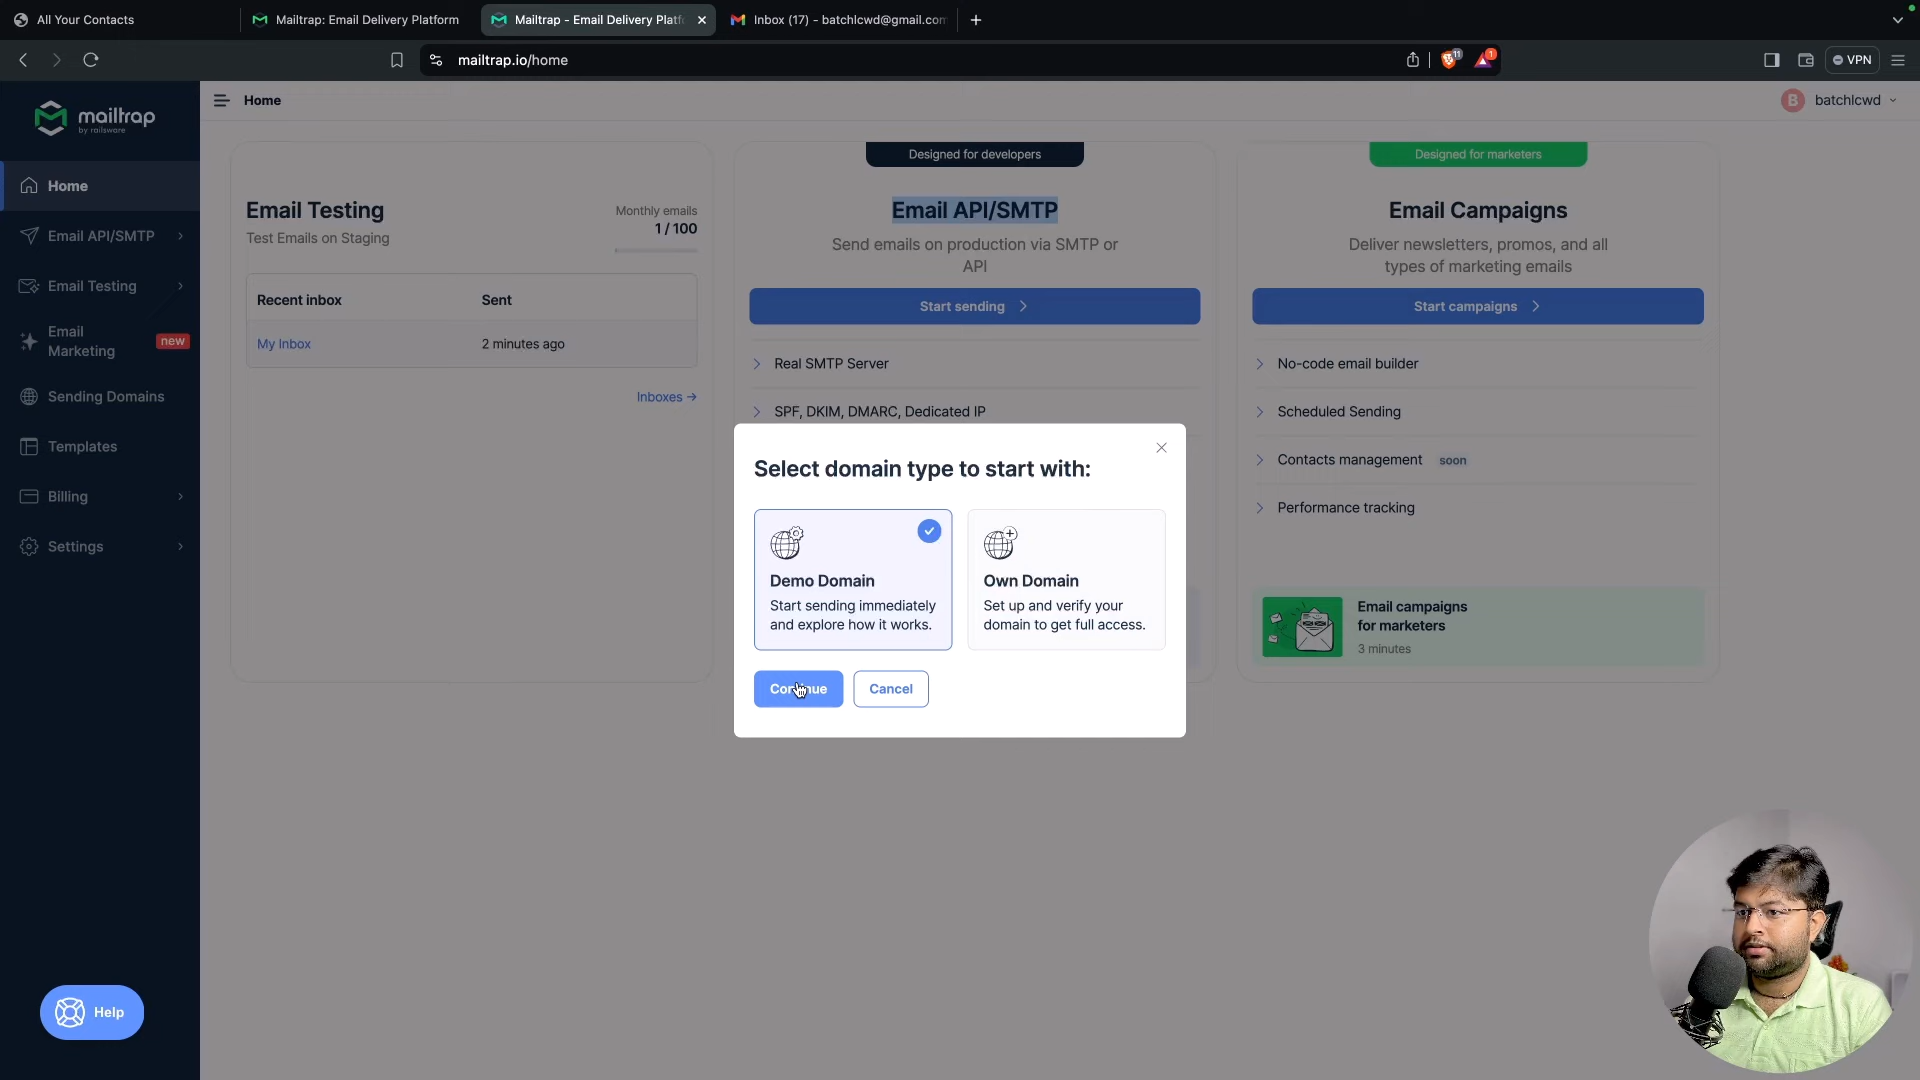 All Your Contacts
Mailtrap: Email Delivery Platform
Mailtrap - Email Delivery Platf
Inbox (17) - batchlcwd@gmail.com
mailtrap.io/home
11
1
VPN
mailtrap
by railsware
Home
batchlcwd
B
Home
Email API/SMTP
Email Testing
Email
Marketing
new
Sending Domains
Templates
Billing
Settings
Help
Email Testing
Test Emails on Staging
Monthly emails
1 / 100
Recent inbox
Sent
My Inbox
2 minutes ago
Inboxes →
Designed for developers
Email API/SMTP
Send emails on production via SMTP or
API
Start sending
Real SMTP Server
SPF, DKIM, DMARC, Dedicated IP
Designed for marketers
Email Campaigns
Deliver newsletters, promos, and all
types of marketing emails
Start campaigns
No-code email builder
Scheduled Sending
Contacts management soon
Performance tracking
Email campaigns
for marketers
3 minutes
Select domain type to start with:
Demo Domain
Start sending immediately
and explore how it works.
Own Domain
Set up and verify your
domain to get full access.
Continue
Cancel